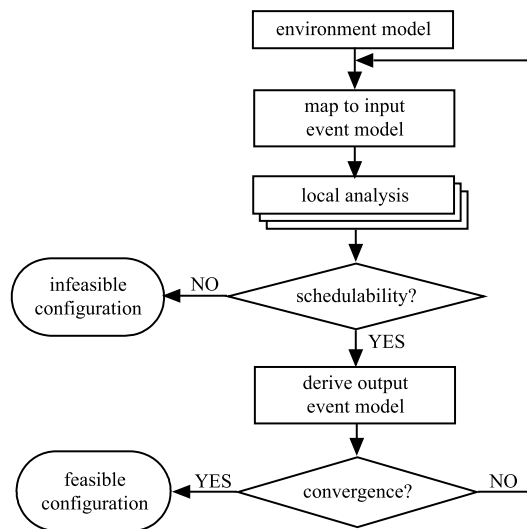 environment model
map to input
event model
local analysis
infeasible
configuration
NO
schedulability?
YES
derive output
event model
feasible
configuration
YES
convergence?
NO